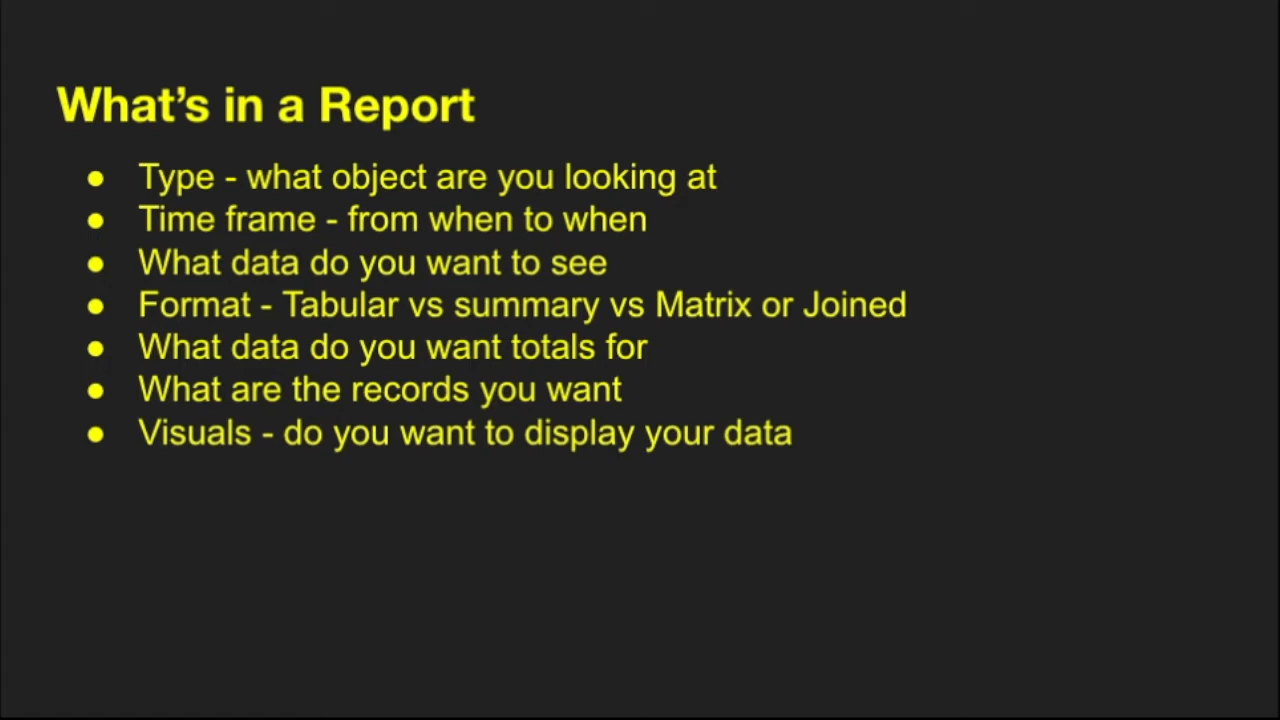 What's in a Report
● Type - what object are you looking at
● Time frame - from when to when
● What data do you want to see
● Format - Tabular vs summary vs Matrix or Joined
● What data do you want totals for
● What are the records you want
● Visuals - do you want to display your data